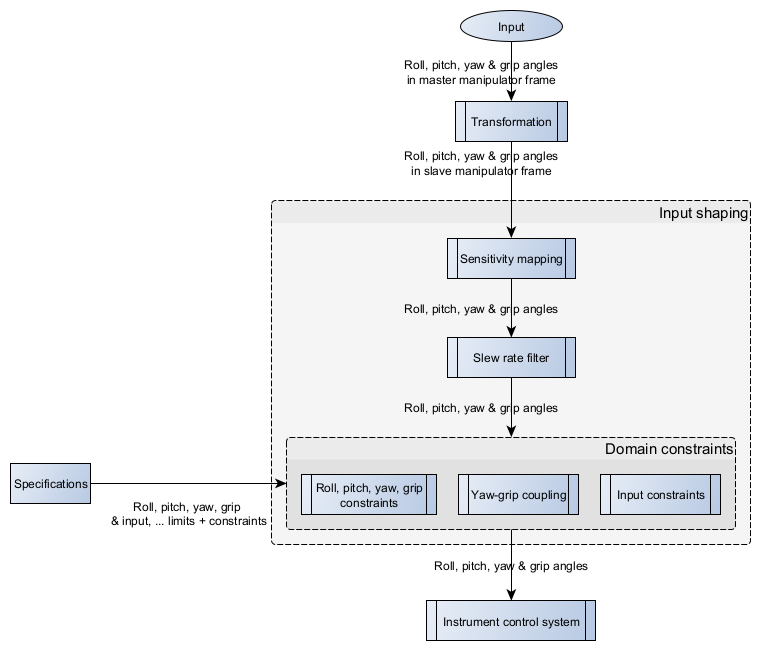 Input
Roll, pitch, yaw & grip angles
in master manipulator frame
Transformation
Roll, pitch, yaw & grip angles
in slave manipulator frame
Input shaping
Sensitivity mapping
Roll, pitch, yaw & grip angles
Slew rate filter
Roll, pitch, yaw & grip angles
Domain constraints
Specifications
Roll, pitch, yaw, grip
& input, ... limits + constraints
Roll, pitch, yaw, grip
constraints
Yaw-grip coupling
Input constraints
Roll, pitch, yaw & grip angles
Instrument control system